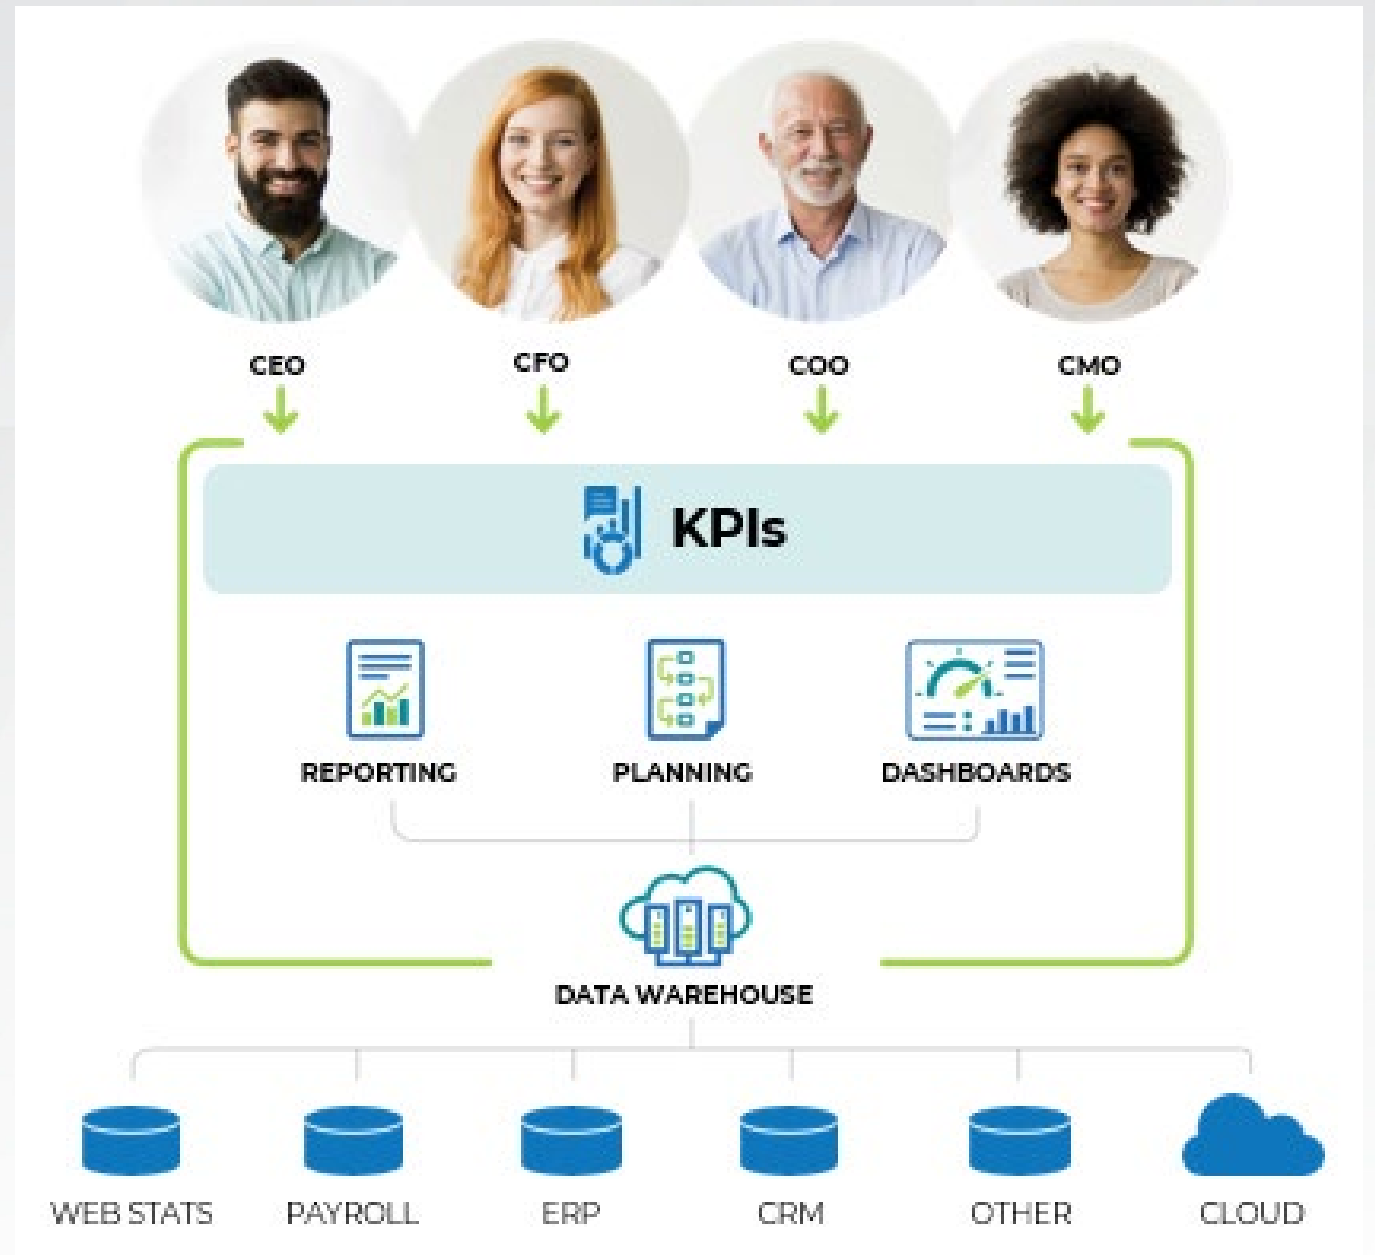 CEO
CFO
COO
CMO
KPIs
REPORTING
PLANNING
DASHBOARDS
DATA WAREHOUSE
WEB STATS
PAYROLL
ERP
CRM
OTHER
CLOUD